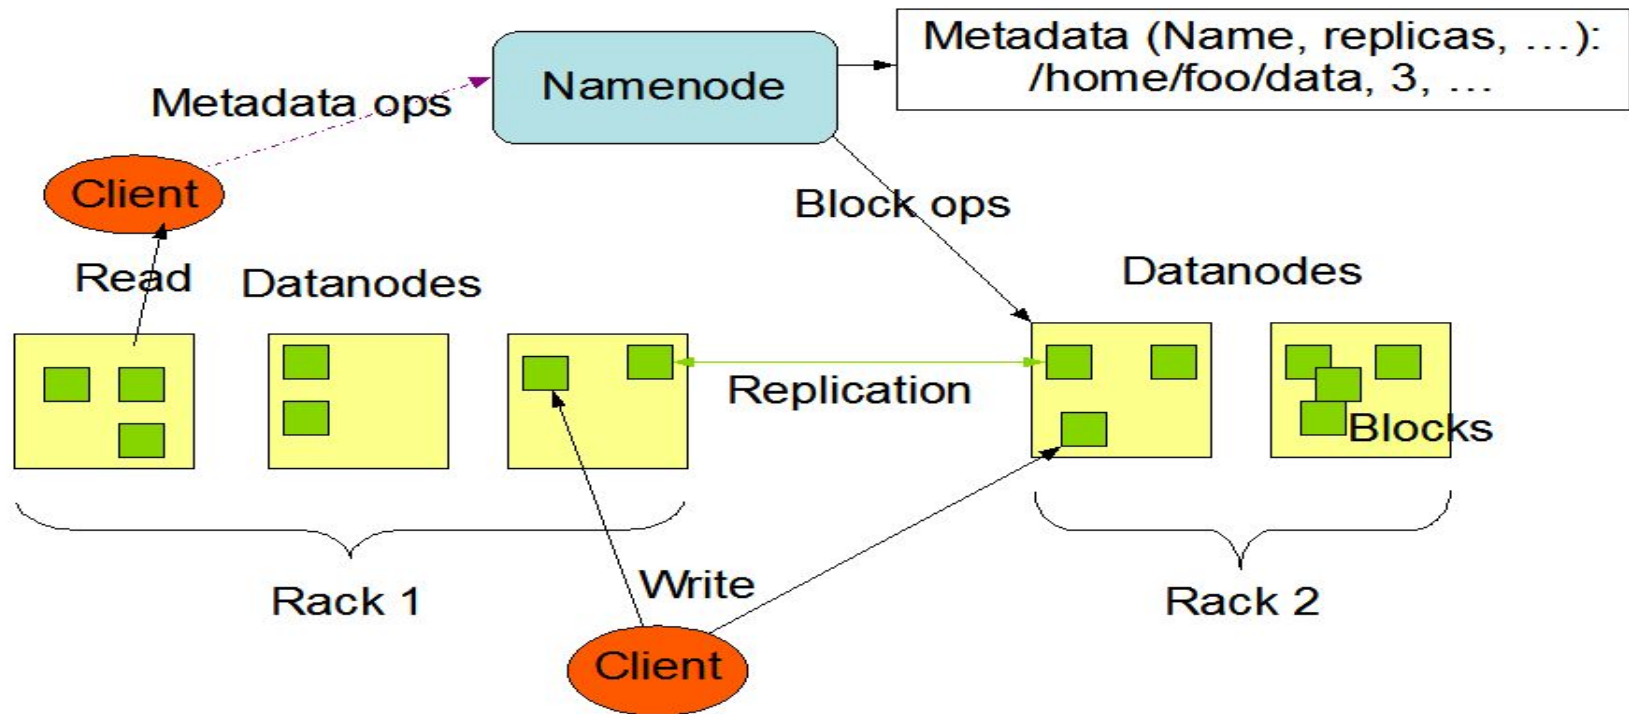 Metadata (Name, replicas, …):
/home/foo/data, 3, …
Namenode
Metadata ops
Client
Block ops
Read
Datanodes
Datanodes
Replication
Blocks
Rack 1
Write
Rack 2
Client